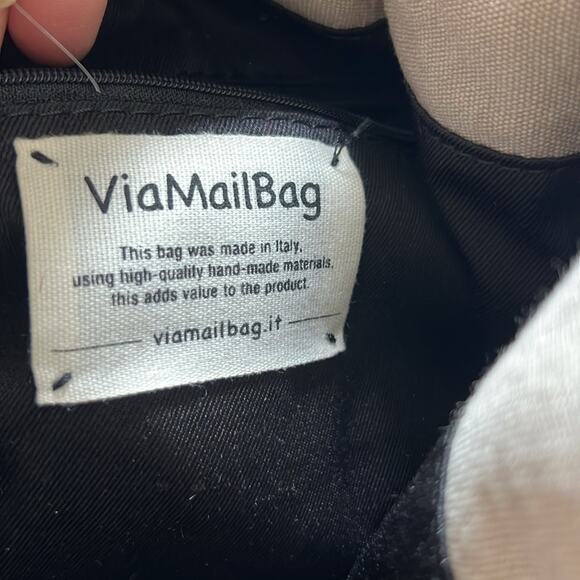 ViaMailBag
This bag was made in Italy,
using high-quality hand-made materials,
this adds value to the product.
viamailbag.it